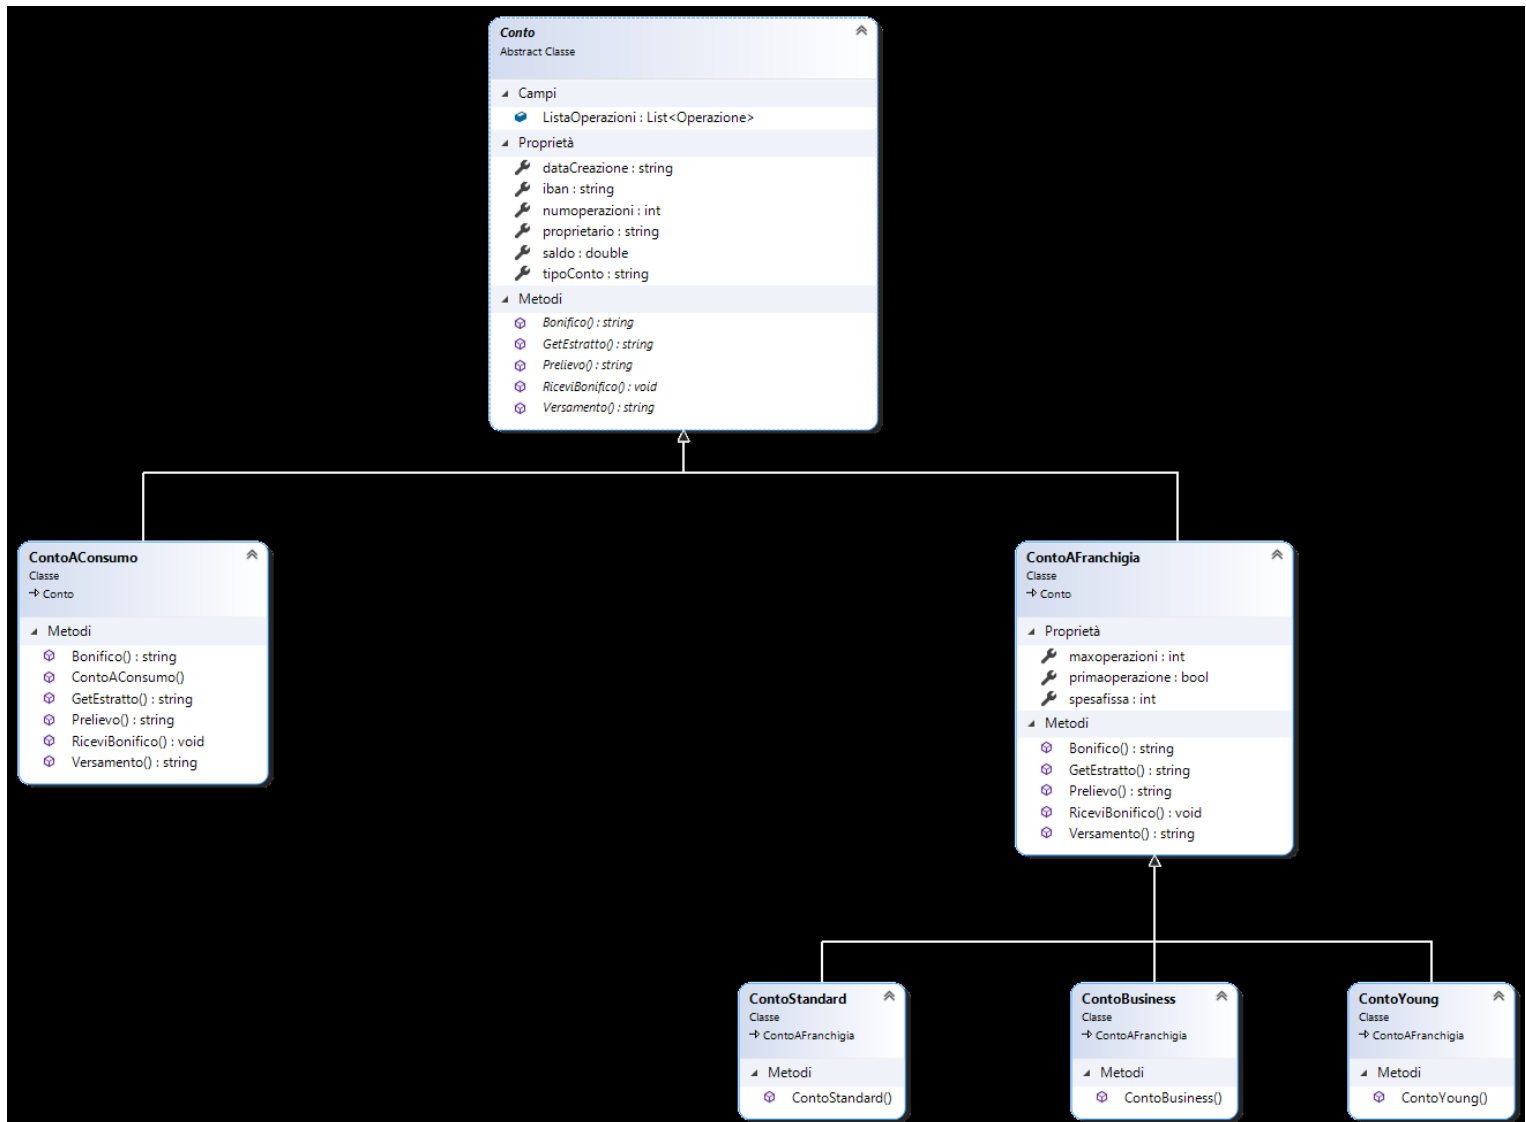 Conto
Abstract Classe
Campi
ListaOperazioni : List<Operazione>
Proprietà
dataCreazione : string
iban : string
numoperazioni : int
proprietario : string
saldo : double
tipoConto : string
Metodi
Bonifico() : string
GetEstratto() : string
Prelievo() : string
RiceviBonifico() : void
Versamento() : string
ContoAConsumo
Classe
Conto
Metodi
Bonifico() : string
ContoAConsumo()
GetEstratto() : string
Prelievo() : string
RiceviBonifico() : void
Versamento() : string
ContoAFranchigia
Classe
Conto
Proprietà
maxoperazioni : int
primaoperazione : bool
spesafissa : int
Metodi
Bonifico() : string
GetEstratto() : string
Prelievo() : string
RiceviBonifico() : void
Versamento() : string
ContoStandard
Classe
ContoAFranchigia
Metodi
ContoStandard()
ContoBusiness
Classe
ContoAFranchigia
Metodi
ContoBusiness()
ContoYoung
Classe
ContoAFranchigia
Metodi
ContoYoung()